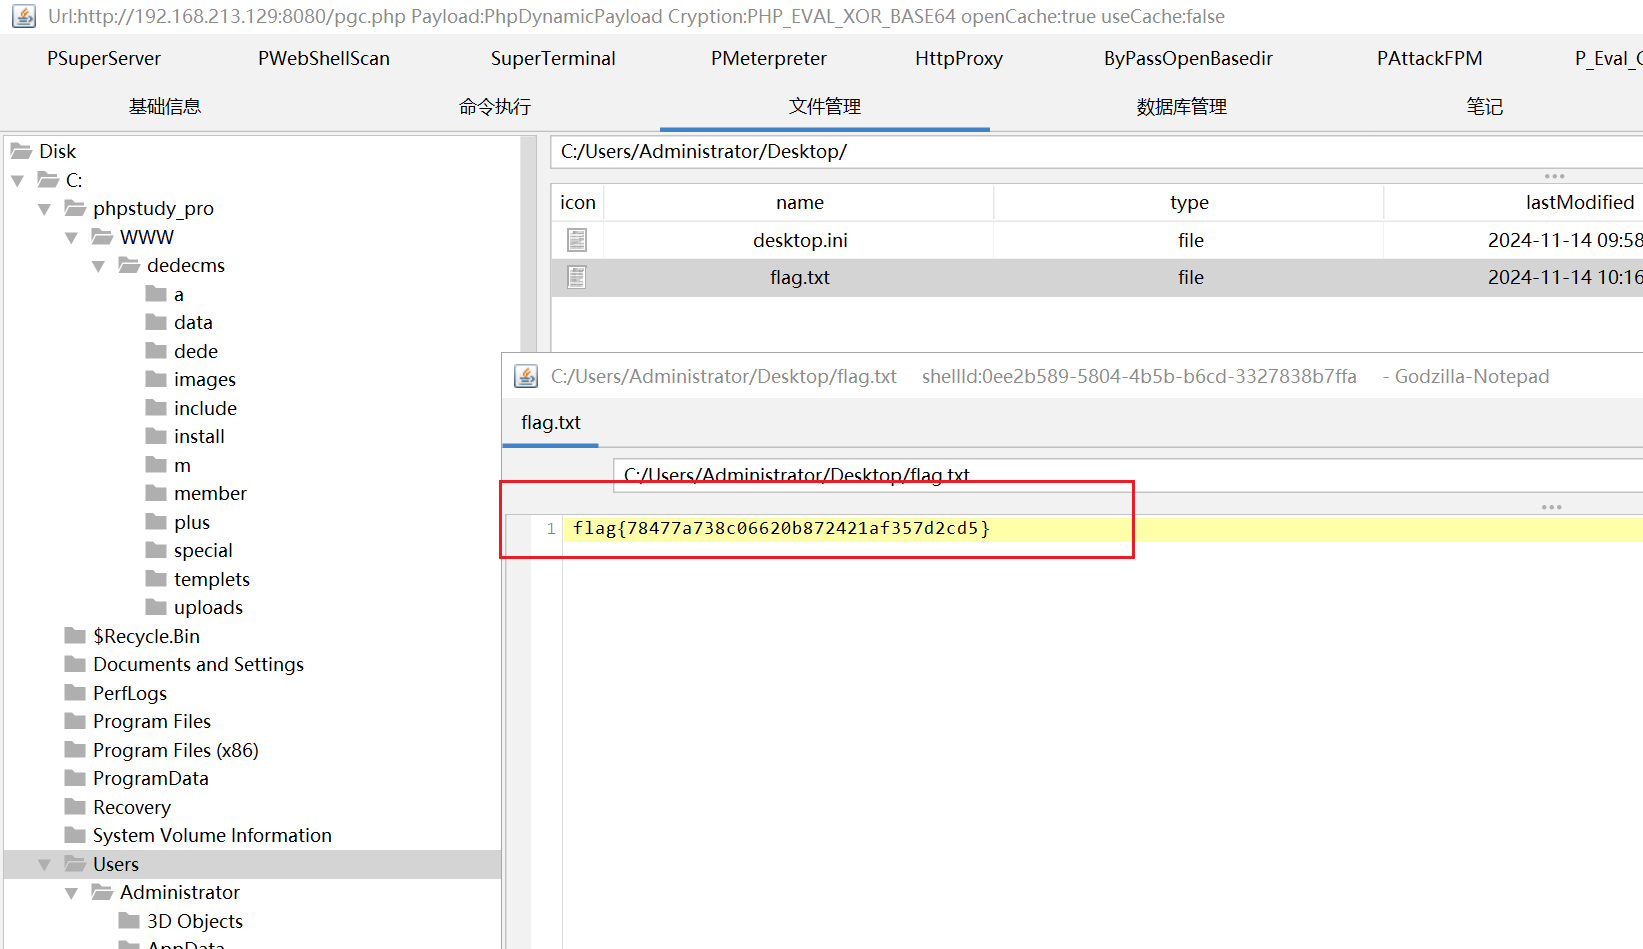 Url:http://192.168.213.129:8080/pgc.php Payload:PhpDynamicPayload Cryption:PHP_EVAL_XOR_BASE64 openCache:true useCache:false
PSuperServer PWebShellScan SuperTerminal PMeterpreter HttpProxy ByPassOpenBasedir PAttackFPM P_Eval_
基础信息 命令执行 文件管理 数据库管理 笔记
Disk
C:
phpstudy_pro
WWW
dedecms
a
data
dede
images
include
install
m
member
plus
special
templets
uploads
$Recycle.Bin
Documents and Settings
PerfLogs
Program Files
Program Files (x86)
ProgramData
Recovery
System Volume Information
Users
Administrator
3D Objects
AppData
C:/Users/Administrator/Desktop/
icon name type lastModified
desktop.ini file 2024-11-14 09:58
flag.txt file 2024-11-14 10:16
C:/Users/Administrator/Desktop/flag.txt shellId:0ee2b589-5804-4b5b-b6cd-3327838b7ffa - Godzilla-Notepad
flag.txt
C:/Users/Administrator/Desktop/flag.txt
1 flag{78477a738c06620b872421af357d2cd5}